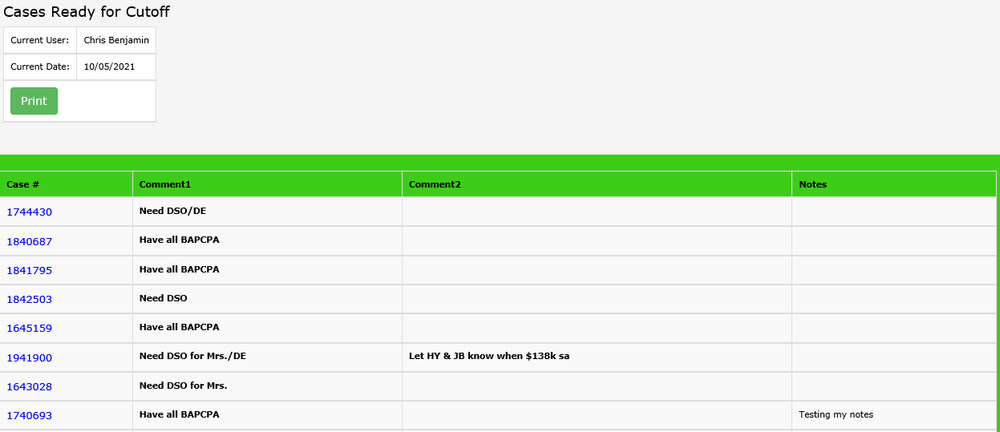 Cases Ready for Cutoff
Current User: Chris Benjamin
Current Date: 10/05/2021
Print
Case # Comment1 Comment2 Notes
1744430 Need DSO/DE
1840687 Have all BAPCPA
1841795 Have all BAPCPA
1842503 Need DSO
1645159 Have all BAPCPA
1941900 Need DSO for Mrs./DE Let HY & JB know when $138k sa
1643028 Need DSO for Mrs.
1740693 Have all BAPCPA Testing my notes